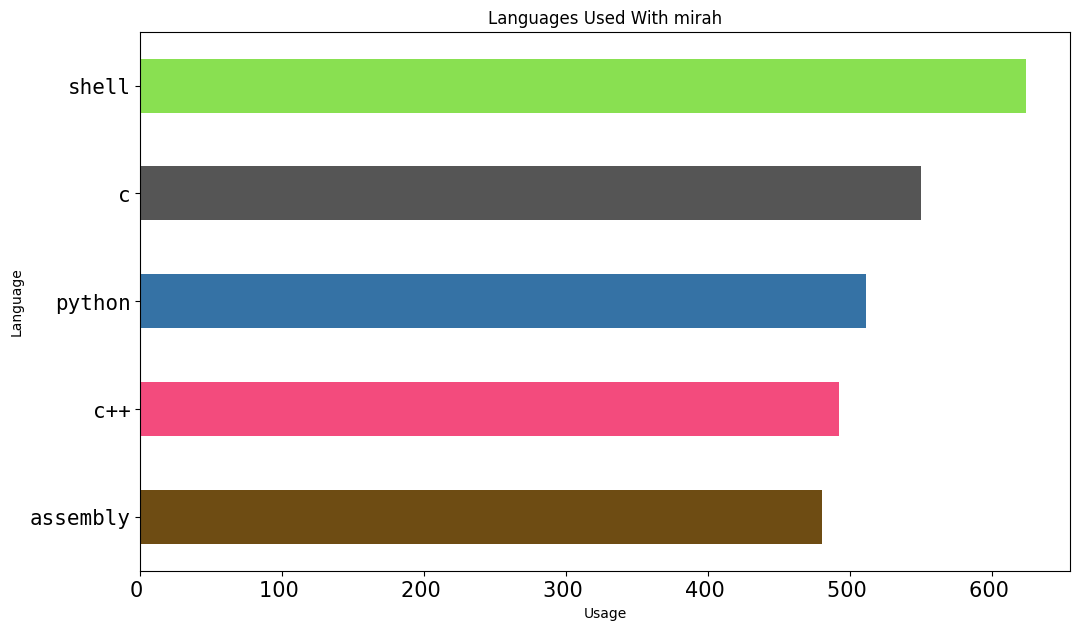 Languages Used With mirah
shell
c
python
c++
assembly
Language
0 100 200 300 400 500 600
Usage